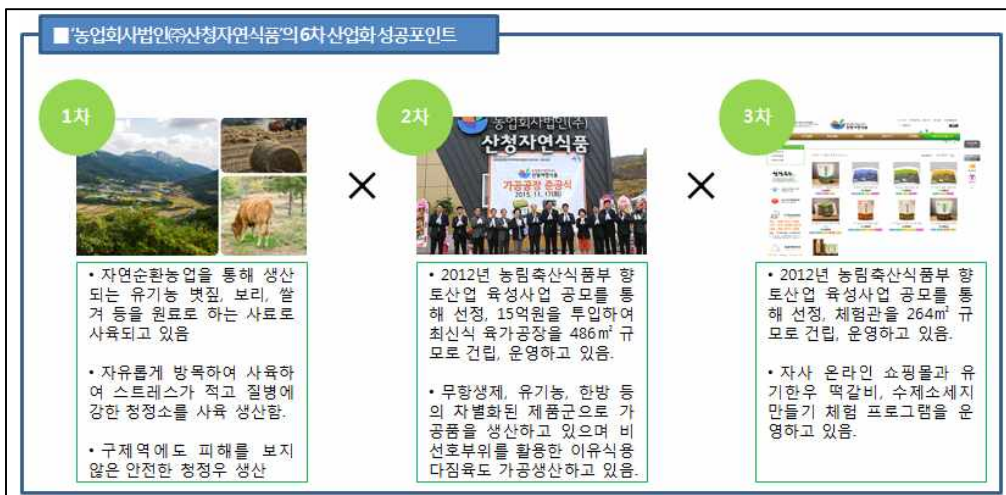 ■ '농업회사법인㈜산청자연식품'의 6차 산업화 성공포인트
1차
2차
3차
농업회사법인(주)
산청자연식품
가공공장 준공식
×
×
• 자연순환농업을 통해 생산
되는 유기농 볏짚, 보리, 쌀
겨 등을 원료로 하는 사료로
사육되고 있음
• 자유롭게 방목하여 사육하
여 스트레스가 적고 질병에
강한 청정소를 사육 생산함.
• 구제역에도 피해를 보지
않은 안전한 청정우 생산
• 2012년 농림축산식품부 향
토산업 육성사업 공모를 통
해 선정, 15억원을 투입하여
최신식 육가공장을 486㎡ 규
모로 건립, 운영하고 있음.
• 무항생제, 유기농, 한방 등
의 차별화된 제품군으로 가
공품을 생산하고 있으며 비
선호부위를 활용한 이유식용
다짐육도 가공생산하고 있음.
• 2012년 농림축산식품부 향
토산업 육성사업 공모를 통
해 선정, 체험관을 264㎡ 규
모로 건립, 운영하고 있음.
• 자사 온라인 쇼핑몰과 유
기한우 떡갈비, 수제소세지
만들기 체험 프로그램을 운
영하고 있음.